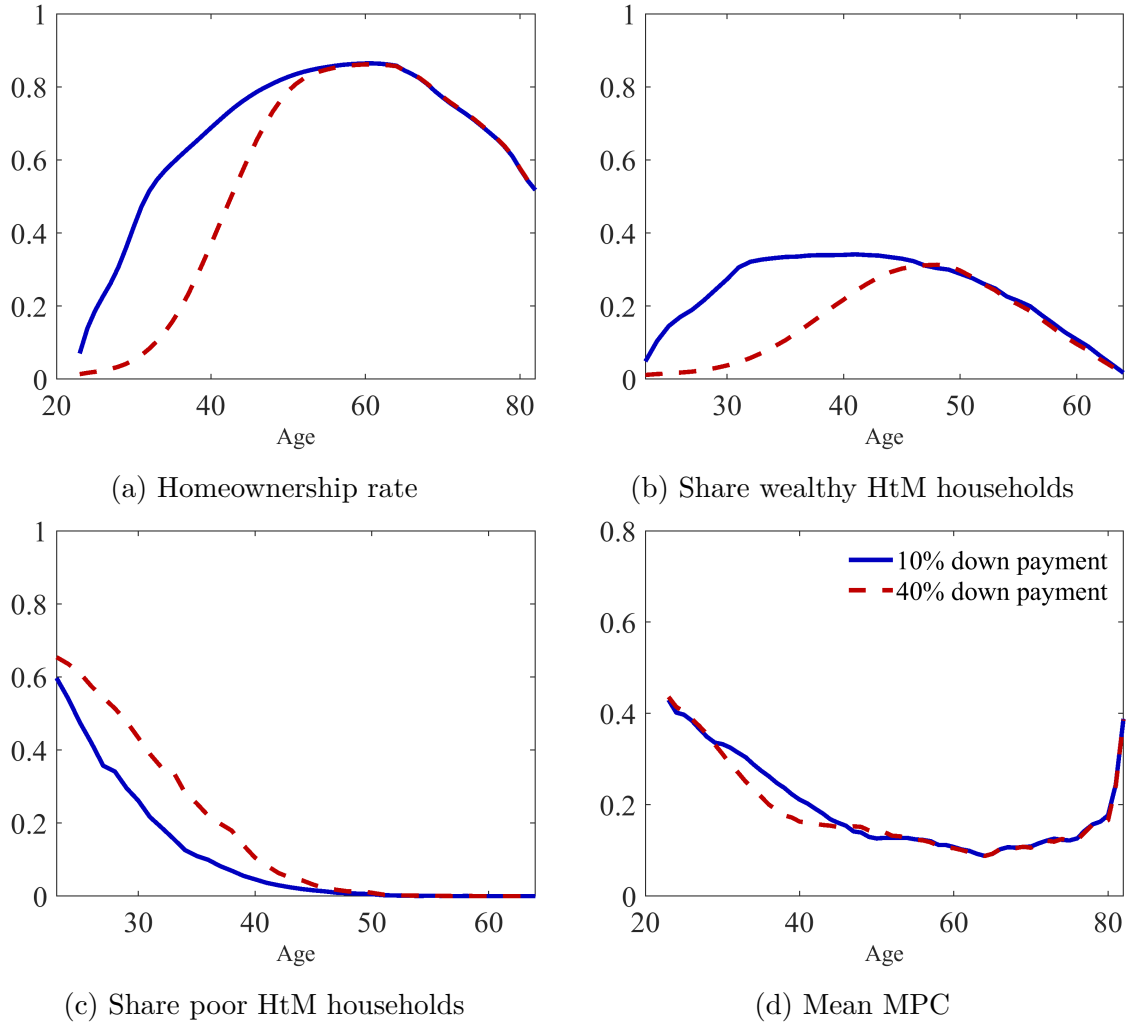 1
0.8
0.6
0.4
0.2
0
20 40 60 80
Age
(a) Homeownership rate
1
0.8
0.6
0.4
0.2
0
30 40 50 60
Age
(b) Share wealthy HtM households
1
0.8
0.6
0.4
0.2
0
30 40 50 60
Age
(c) Share poor HtM households
0.8
0.6
0.4
0.2
0
10% down payment
40% down payment
20 40 60 80
Age
(d) Mean MPC